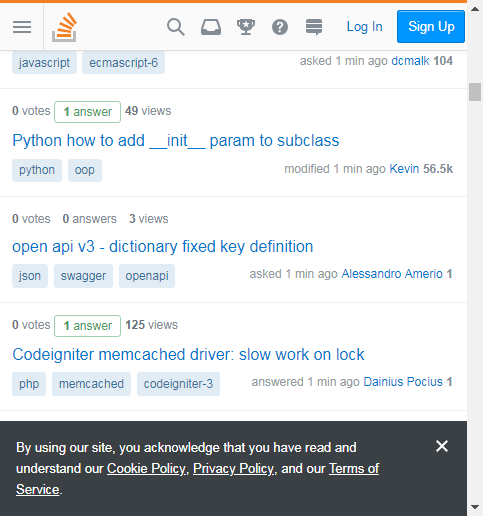 Log In Sign Up
javascript ecmascript-6 asked 1 min ago dcmalk 104
0 votes 1 answer 49 views
Python how to add __init__ param to subclass
python oop modified 1 min ago Kevin 56.5k
0 votes 0 answers 3 views
open api v3 - dictionary fixed key definition
json swagger openapi asked 1 min ago Alessandro Amerio 1
0 votes 1 answer 125 views
Codeigniter memcached driver: slow work on lock
php memcached codeigniter-3 answered 1 min ago Dainius Pocius 1
By using our site, you acknowledge that you have read and
understand our Cookie Policy, Privacy Policy, and our Terms of
Service.